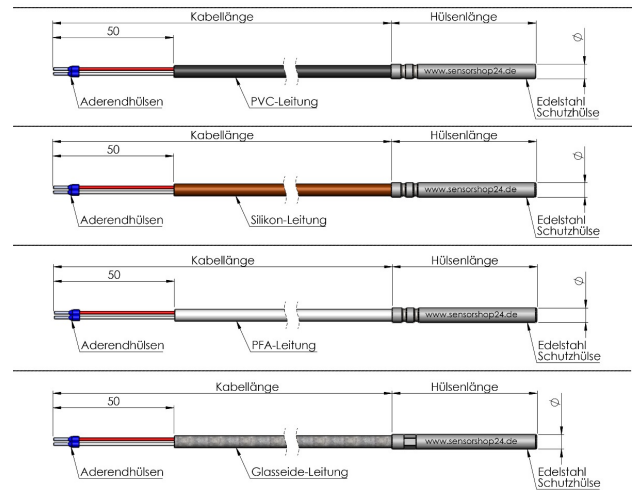 Kabellänge
Hülsenlänge
50
Ø
www.sensorshop24.de
Aderendhülsen
PVC-Leitung
Edelstahl
Schutzhülse
Kabellänge
Hülsenlänge
50
Ø
www.sensorshop24.de
Aderendhülsen
Silikon-Leitung
Edelstahl
Schutzhülse
Kabellänge
Hülsenlänge
50
Ø
www.sensorshop24.de
Aderendhülsen
PFA-Leitung
Edelstahl
Schutzhülse
Kabellänge
Hülsenlänge
50
Ø
www.sensorshop24.de
Aderendhülsen
Glasseide-Leitung
Edelstahl
Schutzhülse